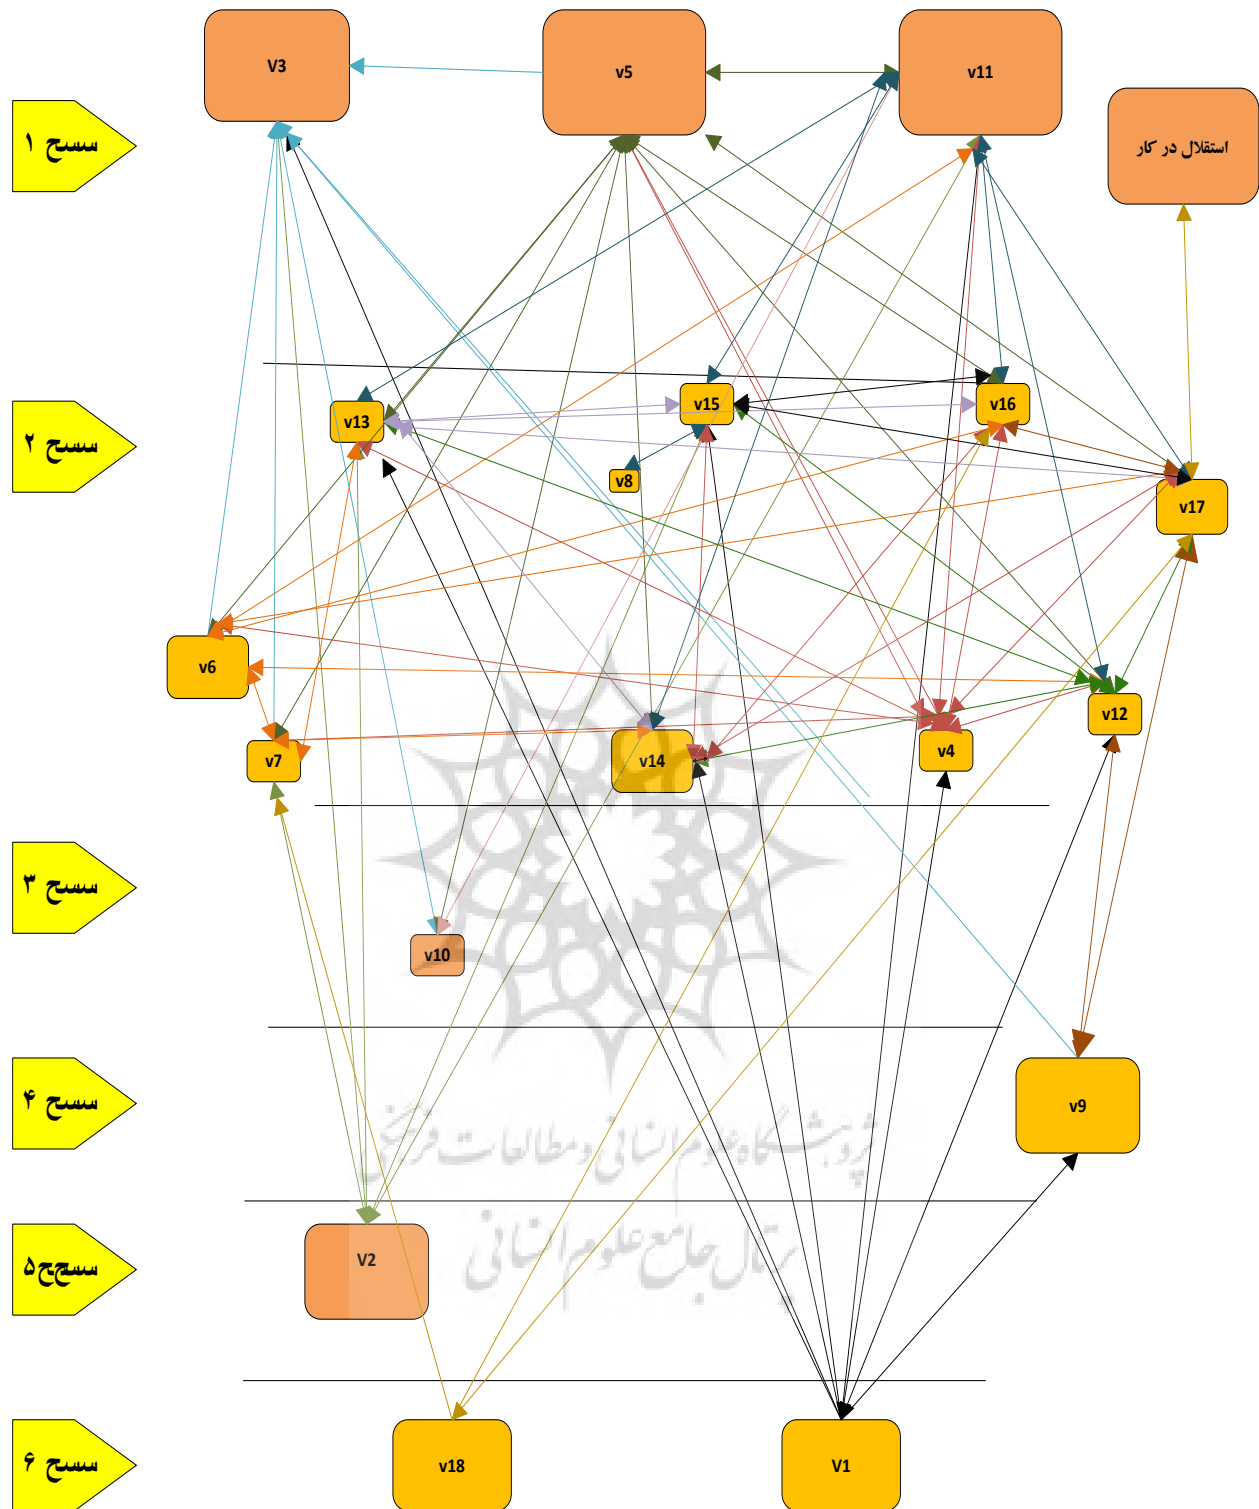 V3
v5
v11
استقلال در کار
سسح ۱
v13
v15
v16
سسح ۲
v8
v17
v6
v12
v7
v14
v4
سسح ۳
v10
سسح ۴
v9
پژوهشگاه علوم انسانی و مطالعات فرهنگی
پرتال جامع علوم انسانی
سسحح ۵
V2
سسح ۶
v18
V1